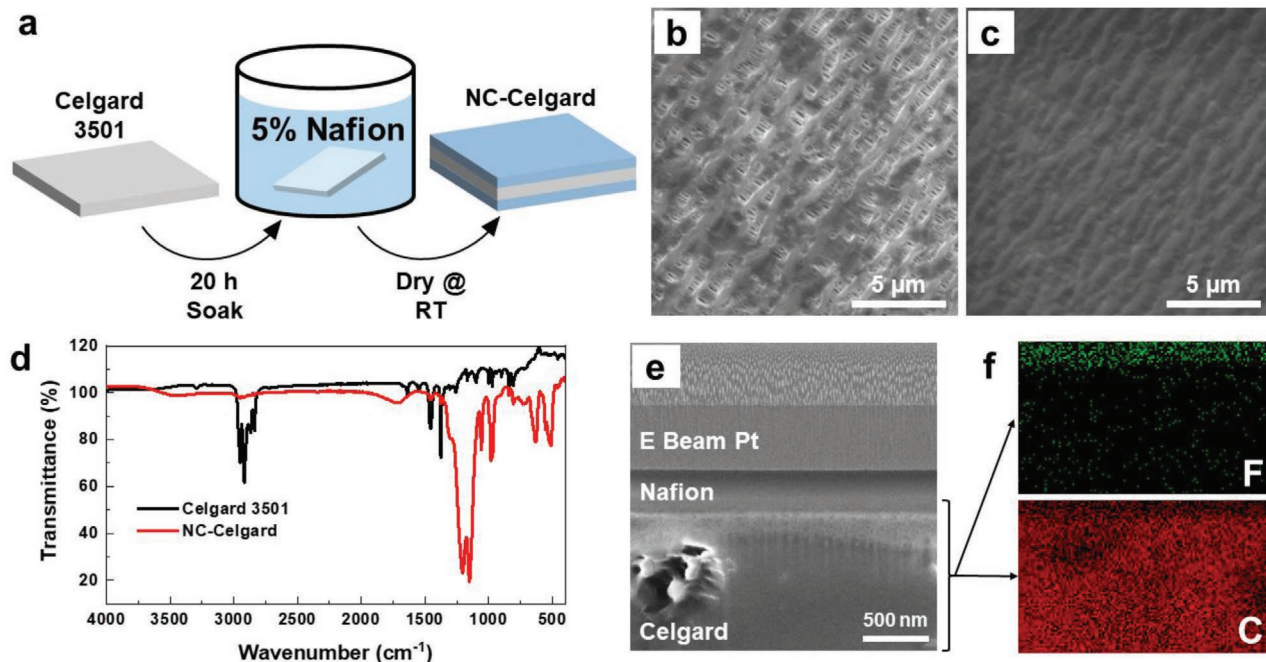 a
Celgard
3501
5% Nafion
NC-Celgard
20 h
Soak
Dry @
RT
b
5 µm
c
5 µm
d
120
100
80
60
40
20
Transmittance (%)
Celgard 3501
NC-Celgard
4000
3500
3000
2500
2000
1500
1000
500
Wavenumber (cm⁻¹)
e
E Beam Pt
Nafion
Celgard
500 nm
f
F
C